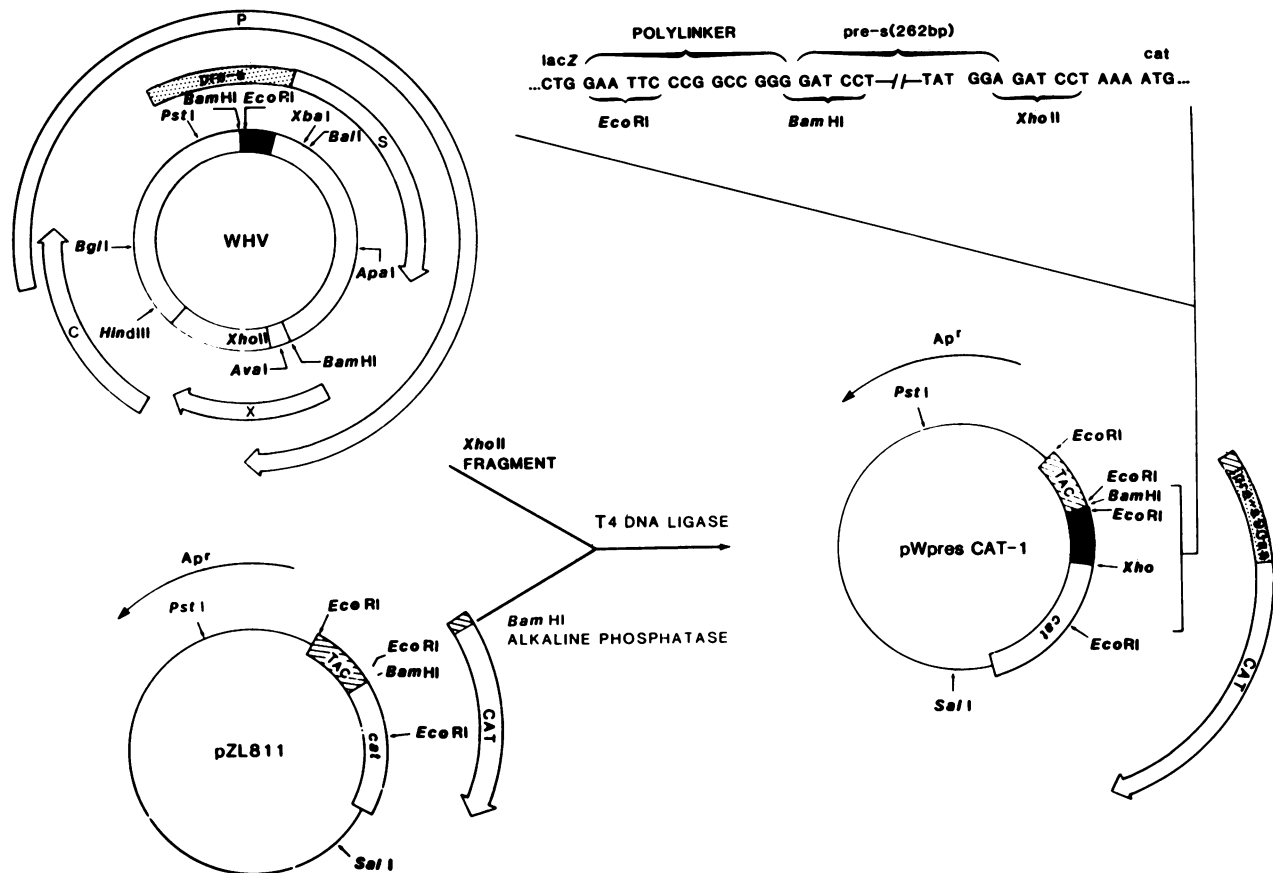 P
pre-s
BamHI
EcoRI
PstI
XbaI
BalI
S
WHV
BglI
ApaI
HindIII
C
XhoII
AvaI
BamHI
X
POLYLINKER
pre-s(262bp)
lacZ
cat
...CTG GAA TTC CCG GCC GGG GAT CCT—//—TAT GGA GATCCT AAA ATG...
EcoRI
BamHI
XhoII
XhoII
FRAGMENT
T4 DNA LIGASE
BamHI
ALKALINE PHOSPHATASE
Apr
PstI
EcoRI
TAC
EcoRI
BamHI
cat
EcoRI
CAT
pZL811
SalI
Apr
PstI
EcoRI
TAC
EcoRI
BamHI
EcoRI
pWpres CAT-1
Xho
cat
EcoRI
SalI
CAT